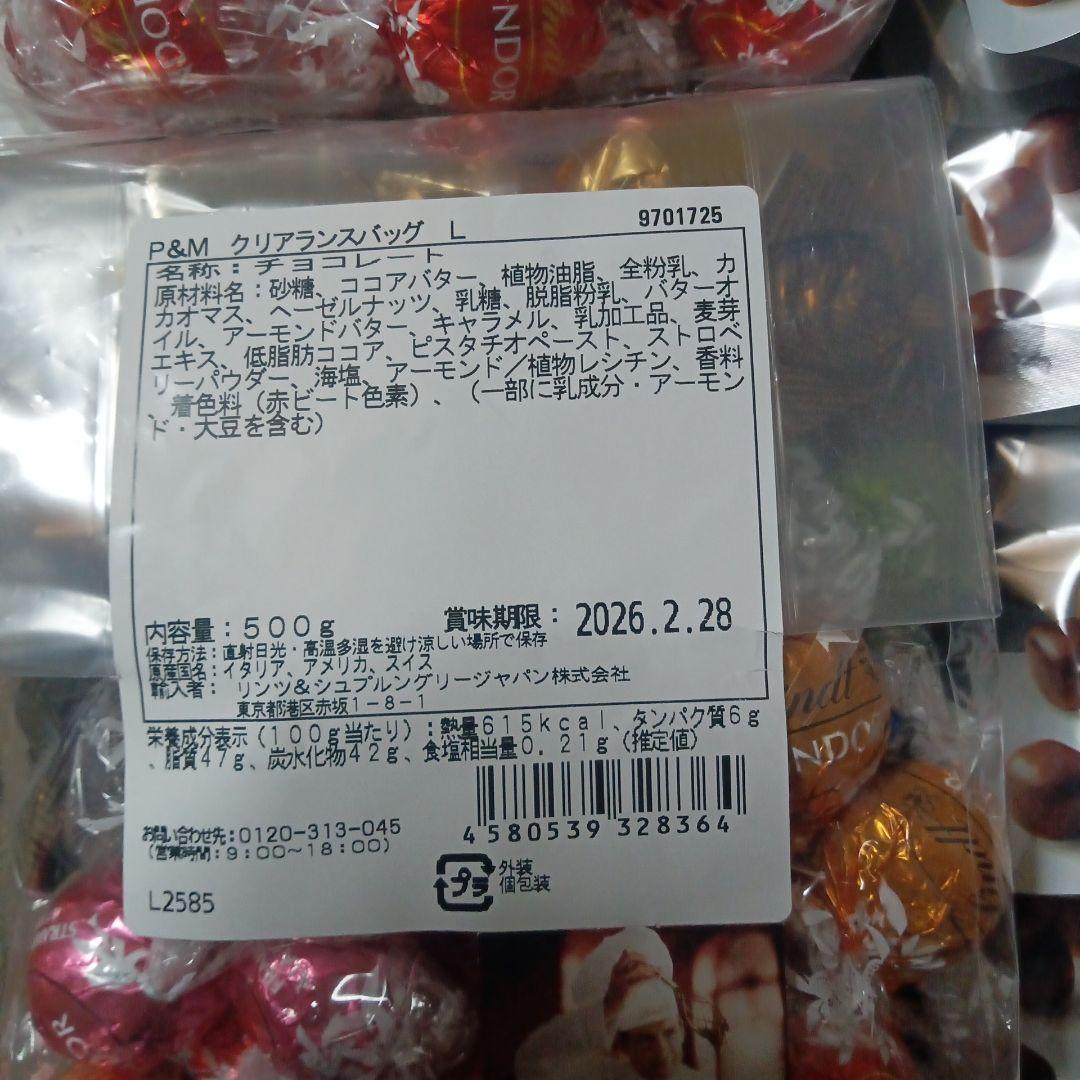 NDOR
Lindt
P&M クリアランスバッグ L
9701725
名称：チョコレート
原材料名：砂糖、ココアバター、植物油脂、全粉乳、カ
カオマス、ヘーゼルナッツ、乳糖、脱脂粉乳、バターオ
イル、アーモンドバター、キャラメル、乳加工品、麦芽
エキス、低脂肪ココア、ピスタチオペースト、ストロベ
リーパウダー、海塩、アーモンド／植物レシチン、香料
、着色料（赤ビート色素）、（一部に乳成分・アーモン
ド・大豆を含む）
内容量：５００ｇ
賞味期限：2026.2.28
保存方法：直射日光・高温多湿を避け涼しい場所で保存
原産国名：イタリア、アメリカ、スイス
輸入者： リンツ＆シュプルングリージャパン株式会社
東京都港区赤坂１－８－１
栄養成分表示（１００ｇ当たり）：熱量６１５ｋｃａｌ、タンパク質６ｇ
、脂質４７ｇ、炭水化物４２ｇ、食塩相当量０．２１ｇ（推定値）
4 580539 328364
お問い合わせ先：0120-313-045
（営業時間：９：００～１８：００）
プラ
外装
個包装
L2585
ndt
NDOR
STRAW
OR